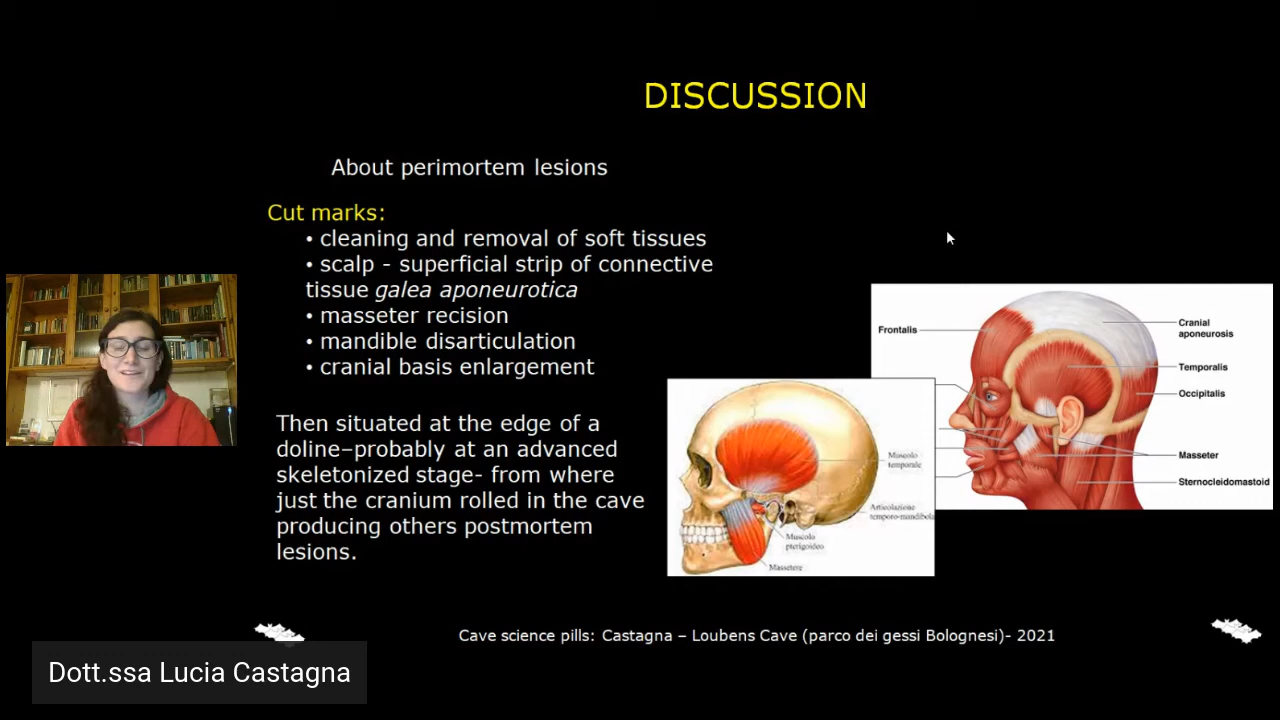 DISCUSSION
About perimortem lesions
Cut marks:
• cleaning and removal of soft tissues
• scalp - superficial strip of connective
tissue galea aponeurotica
• masseter recision
• mandible disarticulation
• cranial basis enlargement
Then situated at the edge of a
doline–probably at an advanced
skeletonized stage- from where
just the cranium rolled in the cave
producing others postmortem
lesions.
Frontalis
Cranial
aponeurosis
Temporalis
Occipitalis
Masseter
Sternocleidomastoid
Muscolo
temporale
Articolazione
temporo-mandibola
Muscolo
pterigoideo
Massetere
Cave science pills: Castagna – Loubens Cave (parco dei gessi Bolognesi)- 2021
Dott.ssa Lucia Castagna